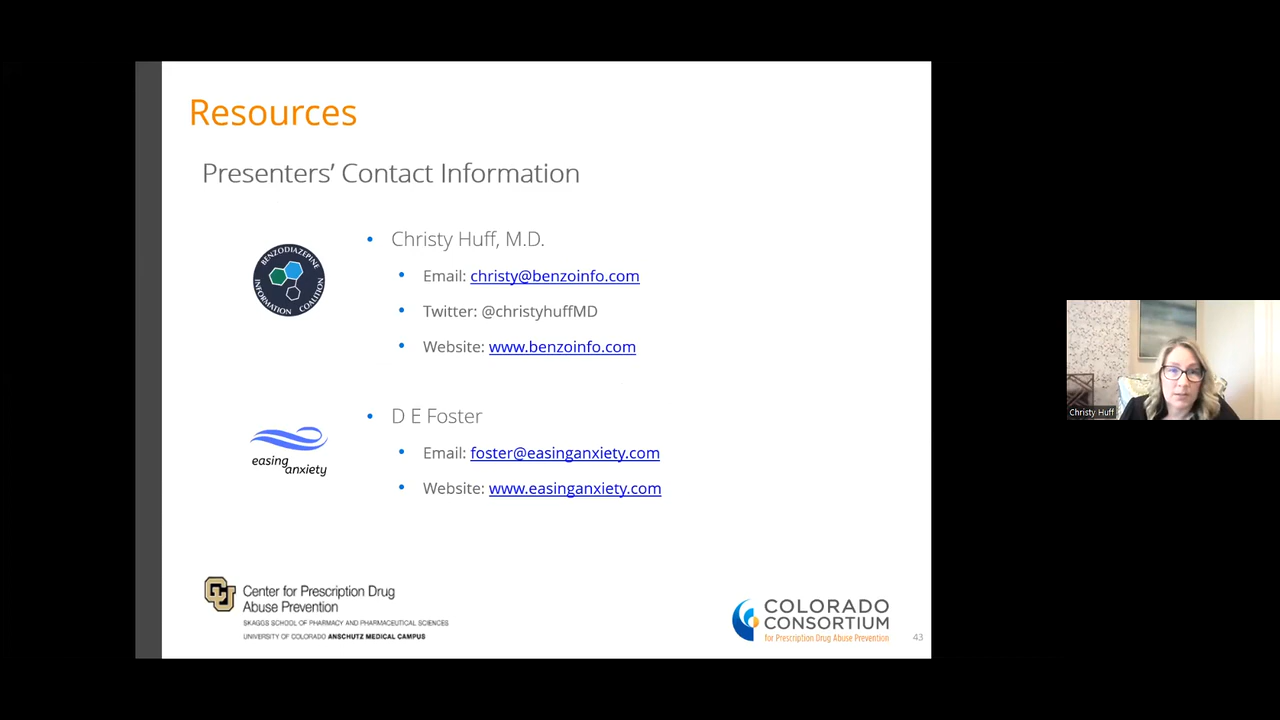 Resources
Presenters’ Contact Information
BENZODIAZEPINE
INFORMATION COALITION
• Christy Huff, M.D.
• Email: christy@benzoinfo.com
• Twitter: @christyhuffMD
• Website: www.benzoinfo.com
easing
anxiety
• D E Foster
• Email: foster@easinganxiety.com
• Website: www.easinganxiety.com
CU
Center for Prescription Drug
Abuse Prevention
SKAGGS SCHOOL OF PHARMACY AND PHARMACEUTICAL SCIENCES
UNIVERSITY OF COLORADO ANSCHUTZ MEDICAL CAMPUS
COLORADO
CONSORTIUM
for Prescription Drug Abuse Prevention
43
Christy Huff